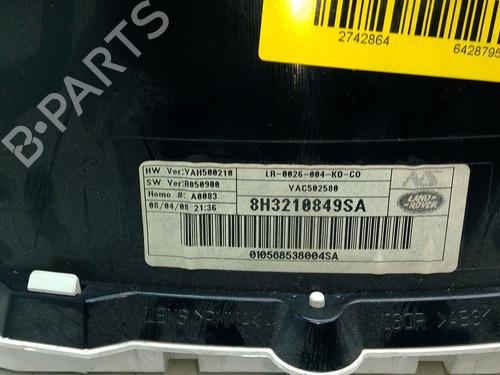 2742864
6428795
B-PARTS
HW Ver:YAH500210
LR-0026-004-KO-CO
SW Ver:R050900
YAC502580
Homo #: A0083
8H3210849SA
08/04/08 21:36
LAND ROVER
010568538004SA